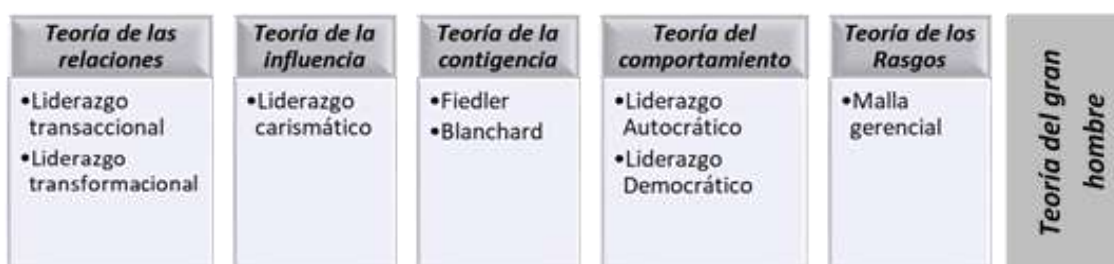 Teoría de las
relaciones
•Liderazgo
transaccional
•Liderazgo
transformacional
Teoría de la
influencia
•Liderazgo
carismático
Teoría de la
contigencia
•Fiedler
•Blanchard
Teoría del
comportamiento
•Liderazgo
Autocrático
•Liderazgo
Democrático
Teoría de los
Rasgos
•Malla
gerencial
Teoría del gran
hombre